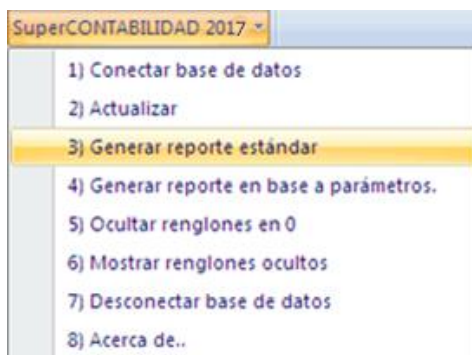 SuperCONTABILIDAD 2017
1) Conectar base de datos
2) Actualizar
3) Generar reporte estándar
4) Generar reporte en base a parámetros.
5) Ocultar renglones en 0
6) Mostrar renglones ocultos
7) Desconectar base de datos
8) Acerca de..